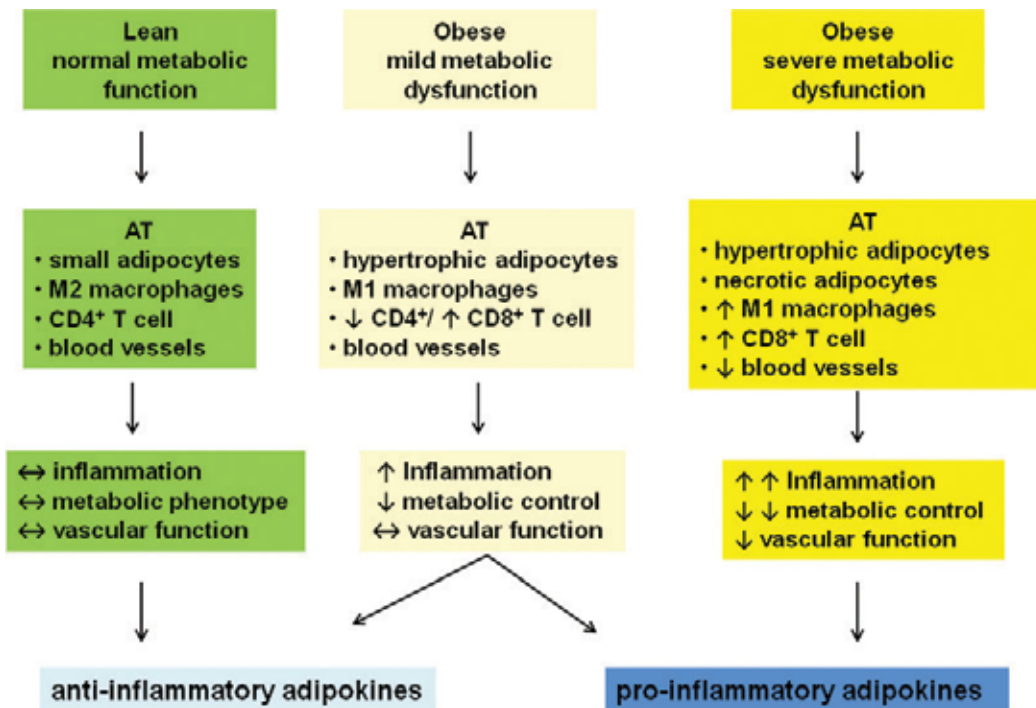 Lean
normal metabolic
function
Obese
mild metabolic
dysfunction
Obese
severe metabolic
dysfunction
AT
• small adipocytes
• M2 macrophages
• CD4⁺ T cell
• blood vessels
AT
• hypertrophic adipocytes
• M1 macrophages
• ↓ CD4⁺/ ↑ CD8⁺ T cell
• blood vessels
AT
• hypertrophic adipocytes
• necrotic adipocytes
• ↑ M1 macrophages
• ↑ CD8⁺ T cell
• ↓ blood vessels
↔ inflammation
↔ metabolic phenotype
↔ vascular function
↑ Inflammation
↓ metabolic control
↔ vascular function
↑ ↑ Inflammation
↓ ↓ metabolic control
↓ vascular function
anti-inflammatory adipokines
pro-inflammatory adipokines